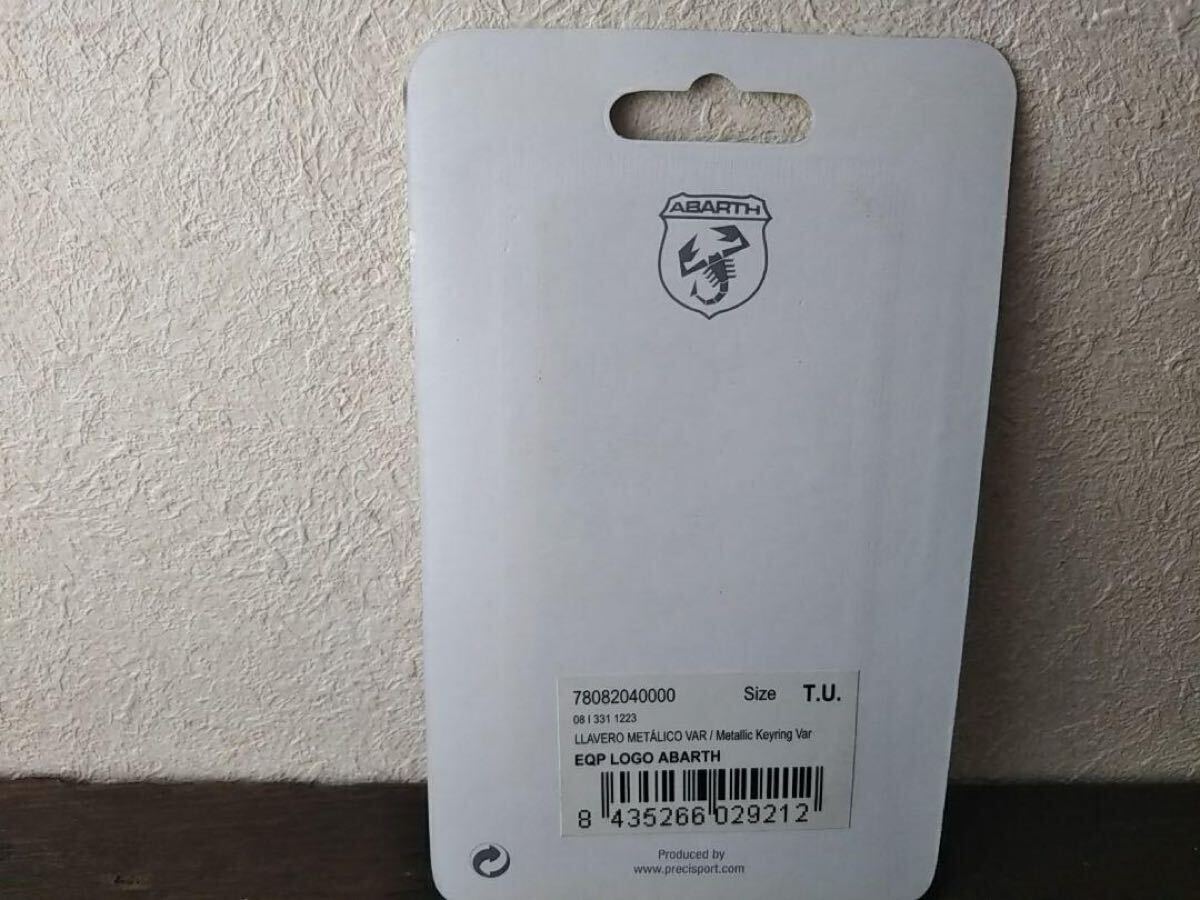 ABARTH
78082040000 Size T.U.
08 I 331 1223
LLAVERO METÁLICO VAR / Metallic Keyring Var
EQP LOGO ABARTH
8 435266 029212
Produced by
www.precisport.com